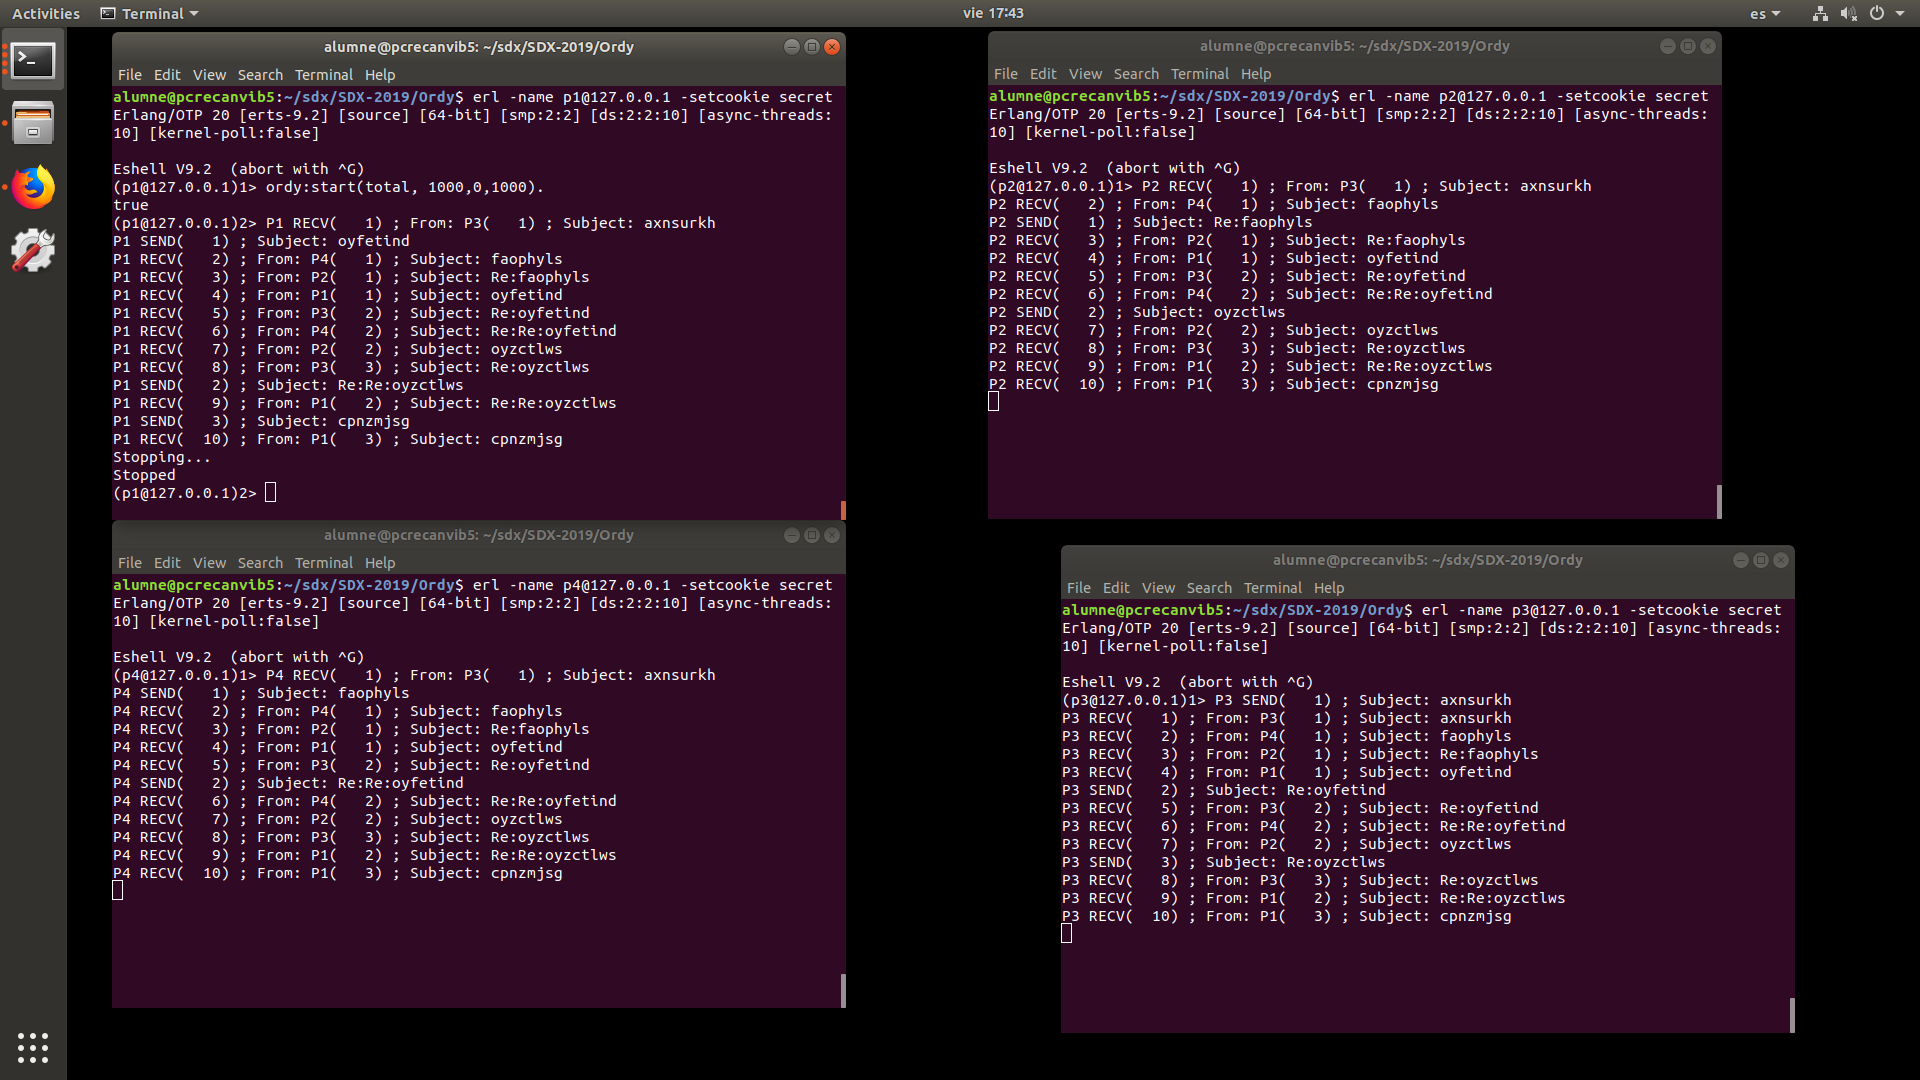 Activities Terminal vie 17:43 es
alumne@pcrecanvib5: ~/sdx/SDX-2019/Ordy
File Edit View Search Terminal Help
alumne@pcrecanvib5:~/sdx/SDX-2019/Ordy$ erl -name p1@127.0.0.1 -setcookie secret
Erlang/OTP 20 [erts-9.2] [source] [64-bit] [smp:2:2] [ds:2:2:10] [async-threads:
10] [kernel-poll:false]
Eshell V9.2  (abort with ^G)
(p1@127.0.0.1)1> ordy:start(total, 1000,0,1000).
true
(p1@127.0.0.1)2> P1 RECV(   1) ; From: P3(   1) ; Subject: axnsurkh
P1 SEND(   1) ; Subject: oyfetind
P1 RECV(   2) ; From: P4(   1) ; Subject: faophyls
P1 RECV(   3) ; From: P2(   1) ; Subject: Re:faophyls
P1 RECV(   4) ; From: P1(   1) ; Subject: oyfetind
P1 RECV(   5) ; From: P3(   2) ; Subject: Re:oyfetind
P1 RECV(   6) ; From: P4(   2) ; Subject: Re:Re:oyfetind
P1 RECV(   7) ; From: P2(   2) ; Subject: oyzctlws
P1 RECV(   8) ; From: P3(   3) ; Subject: Re:oyzctlws
P1 SEND(   2) ; Subject: Re:Re:oyzctlws
P1 RECV(   9) ; From: P1(   2) ; Subject: Re:Re:oyzctlws
P1 SEND(   3) ; Subject: cpnzmjsg
P1 RECV(  10) ; From: P1(   3) ; Subject: cpnzmjsg
Stopping...
Stopped
(p1@127.0.0.1)2>
alumne@pcrecanvib5: ~/sdx/SDX-2019/Ordy
File Edit View Search Terminal Help
alumne@pcrecanvib5:~/sdx/SDX-2019/Ordy$ erl -name p2@127.0.0.1 -setcookie secret
Erlang/OTP 20 [erts-9.2] [source] [64-bit] [smp:2:2] [ds:2:2:10] [async-threads:
10] [kernel-poll:false]
Eshell V9.2  (abort with ^G)
(p2@127.0.0.1)1> P2 RECV(   1) ; From: P3(   1) ; Subject: axnsurkh
P2 RECV(   2) ; From: P4(   1) ; Subject: faophyls
P2 SEND(   1) ; Subject: Re:faophyls
P2 RECV(   3) ; From: P2(   1) ; Subject: Re:faophyls
P2 RECV(   4) ; From: P1(   1) ; Subject: oyfetind
P2 RECV(   5) ; From: P3(   2) ; Subject: Re:oyfetind
P2 RECV(   6) ; From: P4(   2) ; Subject: Re:Re:oyfetind
P2 SEND(   2) ; Subject: oyzctlws
P2 RECV(   7) ; From: P2(   2) ; Subject: oyzctlws
P2 RECV(   8) ; From: P3(   3) ; Subject: Re:oyzctlws
P2 RECV(   9) ; From: P1(   2) ; Subject: Re:Re:oyzctlws
P2 RECV(  10) ; From: P1(   3) ; Subject: cpnzmjsg
alumne@pcrecanvib5: ~/sdx/SDX-2019/Ordy
File Edit View Search Terminal Help
alumne@pcrecanvib5:~/sdx/SDX-2019/Ordy$ erl -name p4@127.0.0.1 -setcookie secret
Erlang/OTP 20 [erts-9.2] [source] [64-bit] [smp:2:2] [ds:2:2:10] [async-threads:
10] [kernel-poll:false]
Eshell V9.2  (abort with ^G)
(p4@127.0.0.1)1> P4 RECV(   1) ; From: P3(   1) ; Subject: axnsurkh
P4 SEND(   1) ; Subject: faophyls
P4 RECV(   2) ; From: P4(   1) ; Subject: faophyls
P4 RECV(   3) ; From: P2(   1) ; Subject: Re:faophyls
P4 RECV(   4) ; From: P1(   1) ; Subject: oyfetind
P4 RECV(   5) ; From: P3(   2) ; Subject: Re:oyfetind
P4 SEND(   2) ; Subject: Re:Re:oyfetind
P4 RECV(   6) ; From: P4(   2) ; Subject: Re:Re:oyfetind
P4 RECV(   7) ; From: P2(   2) ; Subject: oyzctlws
P4 RECV(   8) ; From: P3(   3) ; Subject: Re:oyzctlws
P4 RECV(   9) ; From: P1(   2) ; Subject: Re:Re:oyzctlws
P4 RECV(  10) ; From: P1(   3) ; Subject: cpnzmjsg
alumne@pcrecanvib5: ~/sdx/SDX-2019/Ordy
File Edit View Search Terminal Help
alumne@pcrecanvib5:~/sdx/SDX-2019/Ordy$ erl -name p3@127.0.0.1 -setcookie secret
Erlang/OTP 20 [erts-9.2] [source] [64-bit] [smp:2:2] [ds:2:2:10] [async-threads:
10] [kernel-poll:false]
Eshell V9.2  (abort with ^G)
(p3@127.0.0.1)1> P3 SEND(   1) ; Subject: axnsurkh
P3 RECV(   1) ; From: P3(   1) ; Subject: axnsurkh
P3 RECV(   2) ; From: P4(   1) ; Subject: faophyls
P3 RECV(   3) ; From: P2(   1) ; Subject: Re:faophyls
P3 RECV(   4) ; From: P1(   1) ; Subject: oyfetind
P3 SEND(   2) ; Subject: Re:oyfetind
P3 RECV(   5) ; From: P3(   2) ; Subject: Re:oyfetind
P3 RECV(   6) ; From: P4(   2) ; Subject: Re:Re:oyfetind
P3 RECV(   7) ; From: P2(   2) ; Subject: oyzctlws
P3 SEND(   3) ; Subject: Re:oyzctlws
P3 RECV(   8) ; From: P3(   3) ; Subject: Re:oyzctlws
P3 RECV(   9) ; From: P1(   2) ; Subject: Re:Re:oyzctlws
P3 RECV(  10) ; From: P1(   3) ; Subject: cpnzmjsg